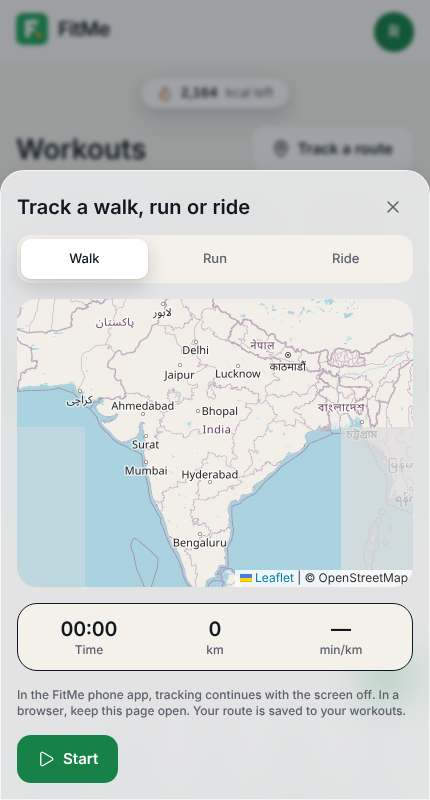 FitMe
R
2,164 kcal left
Workouts
Track a route
Track a walk, run or ride
Walk
Run
Ride
پاکستان
لاہور
Delhi
नेपाल
काठमाडौं
Jaipur
Lucknow
کراچی
Ahmedabad
Bhopal
বাংলাদেশ
India
চট্টগ্রাম
Surat
Mumbai
Hyderabad
Bengaluru
Leaflet | © OpenStreetMap
00:00
0
—
Time
km
min/km
In the FitMe phone app, tracking continues with the screen off. In a
browser, keep this page open. Your route is saved to your workouts.
Start